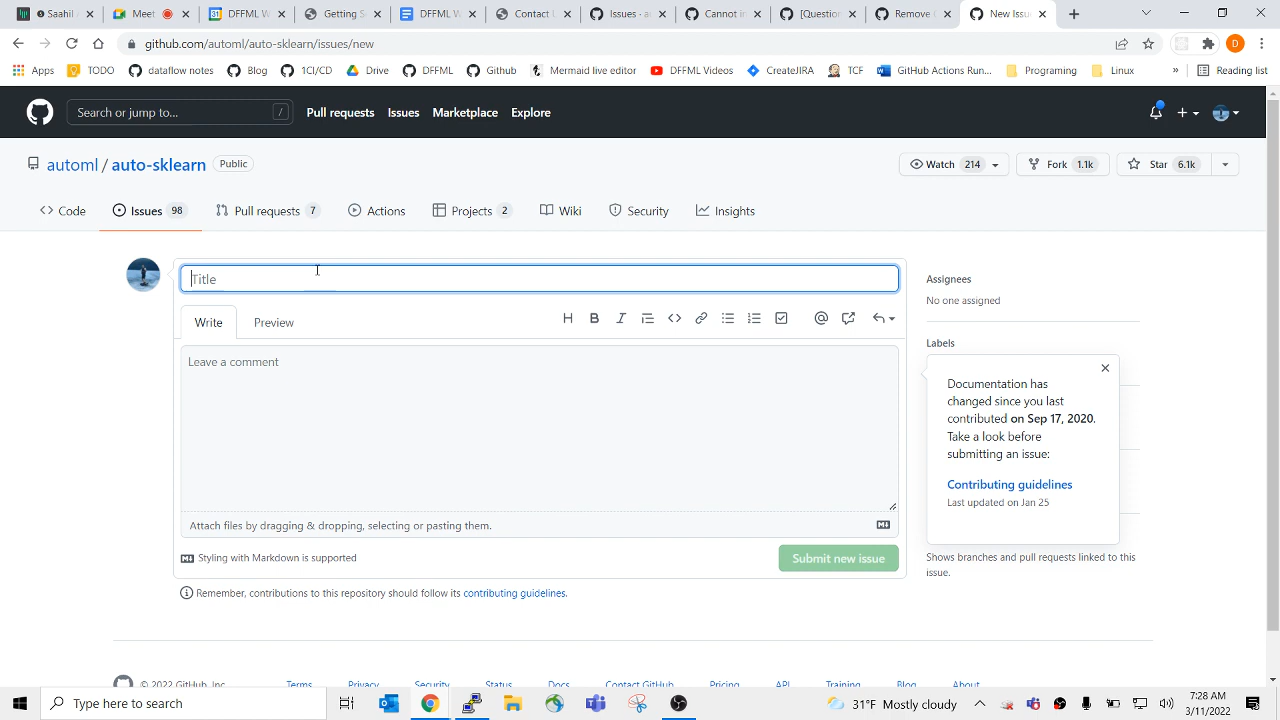 Saahil
Meet
DFFML W
Getting S
DFFML W
Contact
Issues - a
Can we in
[Question
Remove C
New Issue
github.com/automl/auto-sklearn/issues/new
Apps
TODO
dataflow notes
Blog
1CI/CD
Drive
DFFML
Github
Mermaid live editor
DFFML Videos
CreateJIRA
TCF
GitHub Actions Run...
Programing
Linux
»
Reading list
Search or jump to...
/
Pull requests
Issues
Marketplace
Explore
automl / auto-sklearn
Public
Watch 214
Fork 1.1k
Star 6.1k
Code
Issues 98
Pull requests 7
Actions
Projects 2
Wiki
Security
Insights
Title
Write
Preview
Leave a comment
Attach files by dragging & dropping, selecting or pasting them.
Styling with Markdown is supported
Submit new issue
Remember, contributions to this repository should follow its contributing guidelines.
Assignees
No one assigned
Labels
Documentation has
changed since you last
contributed on Sep 17, 2020.
Take a look before
submitting an issue:
Contributing guidelines
Last updated on Jan 25
Shows branches and pull requests linked to this
issue.
© 2022 GitHub, Inc.
Terms
Privacy
Security
Status
Docs
Contact GitHub
Pricing
API
Training
Blog
About
Type here to search
31°F Mostly cloudy
7:28 AM
3/11/2022